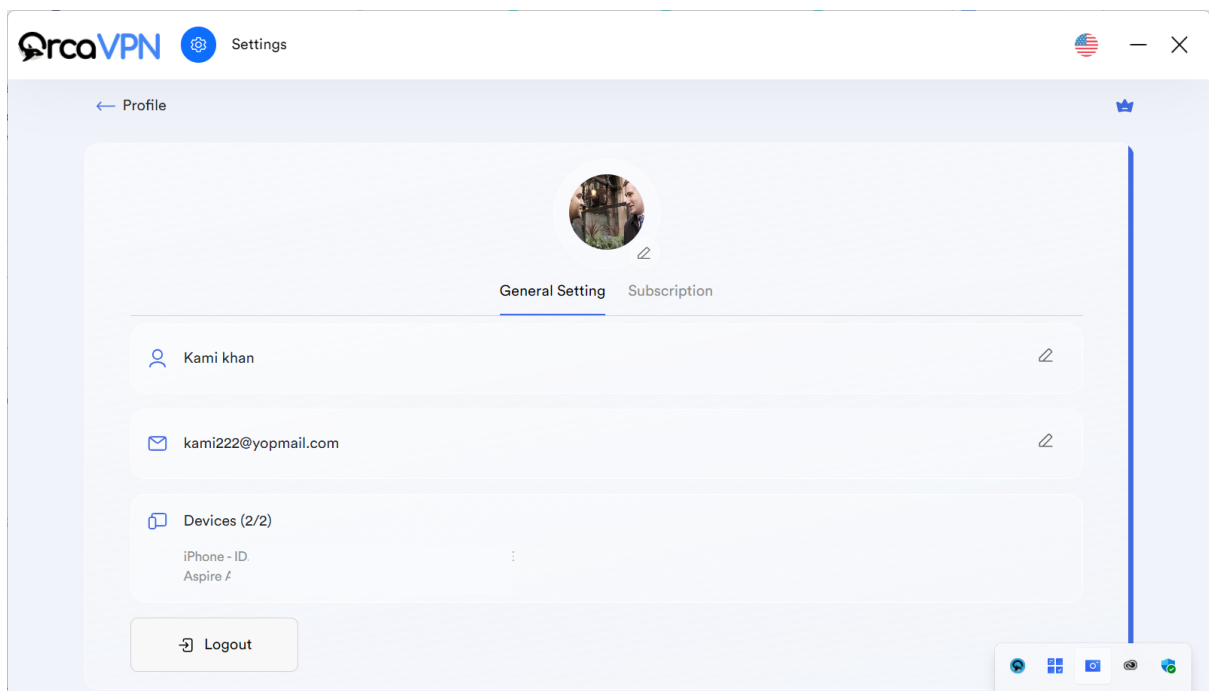 OrcaVPN
Settings
Profile
General Setting
Subscription
Kami khan
kami222@yopmail.com
Devices (2/2)
iPhone - ID
Aspire A
Logout